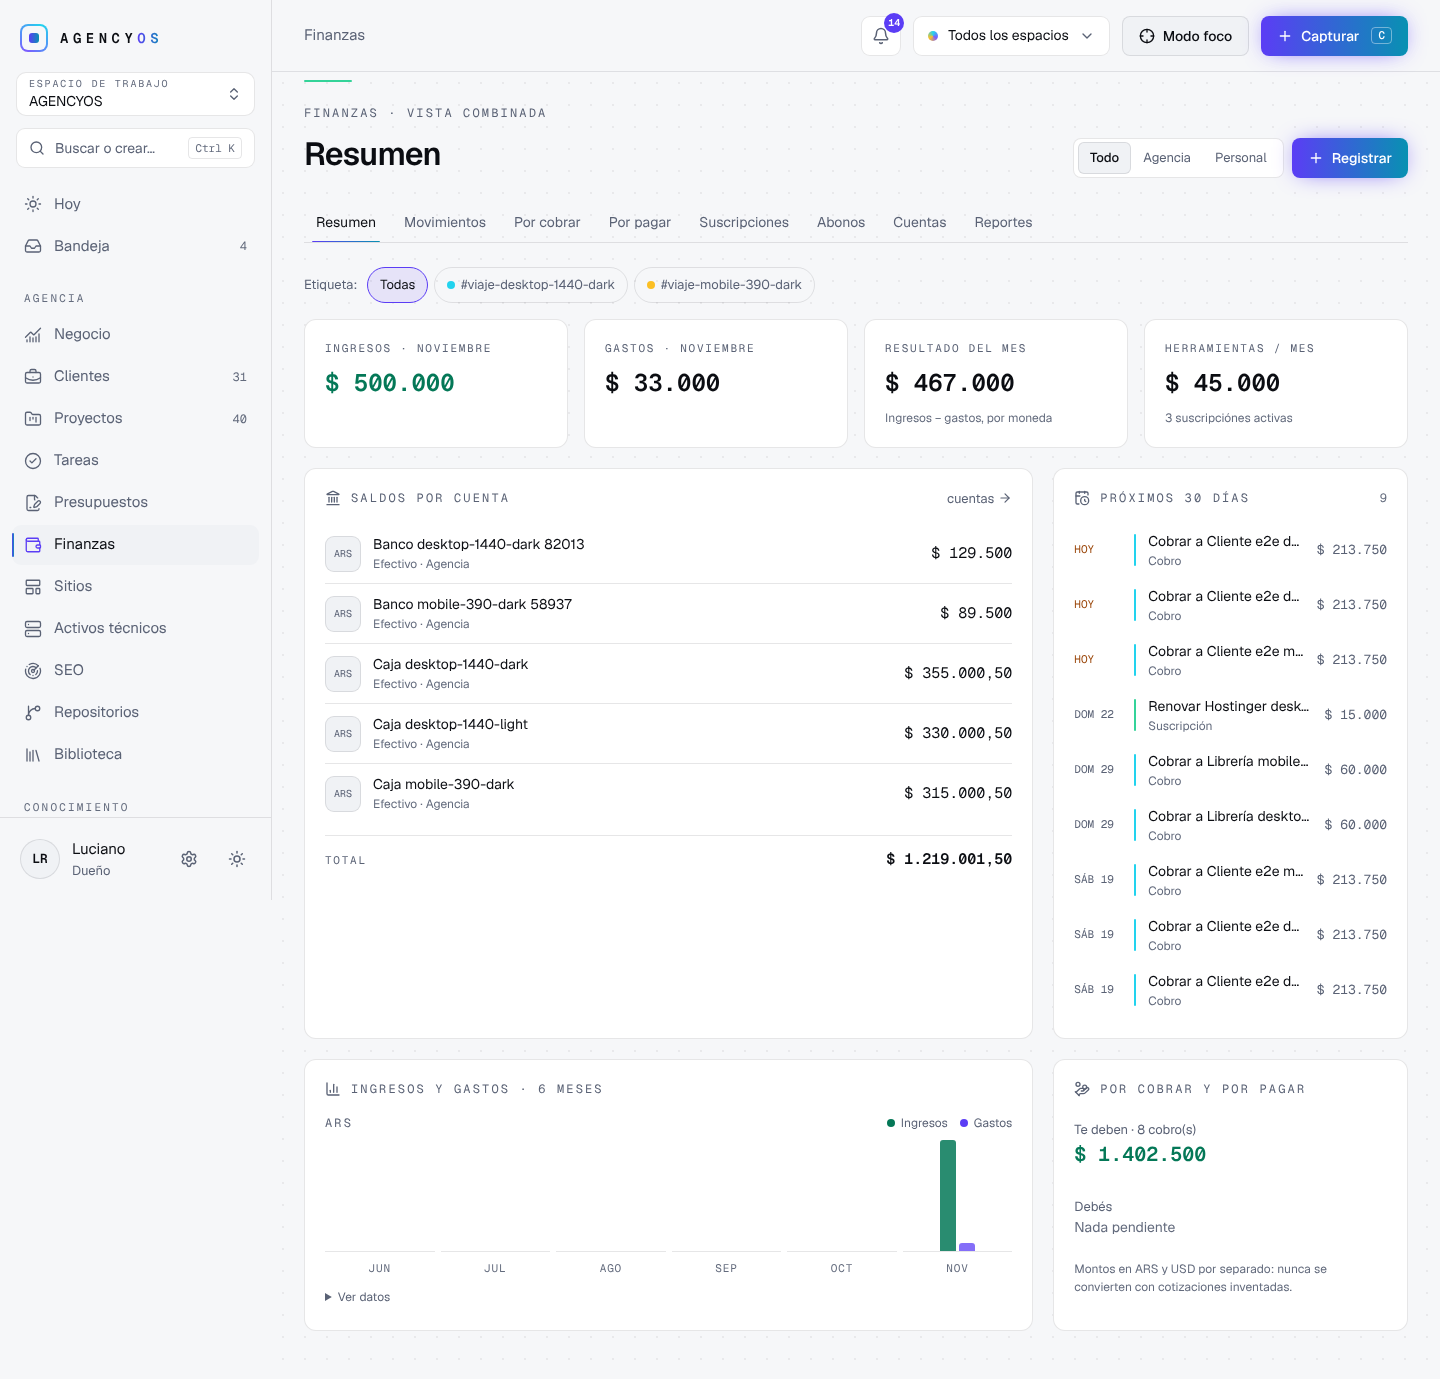 AGENCYOS
ESPACIO DE TRABAJO
AGENCYOS
Buscar o crear... Ctrl K
Hoy
Bandeja 4
AGENCIA
Negocio
Clientes 31
Proyectos 40
Tareas
Presupuestos
Finanzas
Sitios
Activos técnicos
SEO
Repositorios
Biblioteca
CONOCIMIENTO
LR
Luciano
Dueño
Finanzas
14
Todos los espacios
Modo foco
Capturar C
FINANZAS · VISTA COMBINADA
Resumen
Todo Agencia Personal
Registrar
Resumen Movimientos Por cobrar Por pagar Suscripciones Abonos Cuentas Reportes
Etiqueta: Todas #viaje-desktop-1440-dark #viaje-mobile-390-dark
INGRESOS · NOVIEMBRE
$ 500.000
GASTOS · NOVIEMBRE
$ 33.000
RESULTADO DEL MES
$ 467.000
Ingresos – gastos, por moneda
HERRAMIENTAS / MES
$ 45.000
3 suscripciónes activas
SALDOS POR CUENTA cuentas →
ARS Banco desktop-1440-dark 82013 $ 129.500
Efectivo · Agencia
ARS Banco mobile-390-dark 58937 $ 89.500
Efectivo · Agencia
ARS Caja desktop-1440-dark $ 355.000,50
Efectivo · Agencia
ARS Caja desktop-1440-light $ 330.000,50
Efectivo · Agencia
ARS Caja mobile-390-dark $ 315.000,50
Efectivo · Agencia
TOTAL $ 1.219.001,50
PRÓXIMOS 30 DÍAS 9
HOY Cobrar a Cliente e2e d... $ 213.750
Cobro
HOY Cobrar a Cliente e2e d... $ 213.750
Cobro
HOY Cobrar a Cliente e2e m... $ 213.750
Cobro
DOM 22 Renovar Hostinger desk... $ 15.000
Suscripción
DOM 29 Cobrar a Librería mobile... $ 60.000
Cobro
DOM 29 Cobrar a Librería deskto... $ 60.000
Cobro
SÁB 19 Cobrar a Cliente e2e m... $ 213.750
Cobro
SÁB 19 Cobrar a Cliente e2e d... $ 213.750
Cobro
SÁB 19 Cobrar a Cliente e2e d... $ 213.750
Cobro
INGRESOS Y GASTOS · 6 MESES
ARS Ingresos Gastos
JUN JUL AGO SEP OCT NOV
Ver datos
POR COBRAR Y POR PAGAR
Te deben · 8 cobro(s)
$ 1.402.500
Debés
Nada pendiente
Montos en ARS y USD por separado: nunca se
convierten con cotizaciones inventadas.